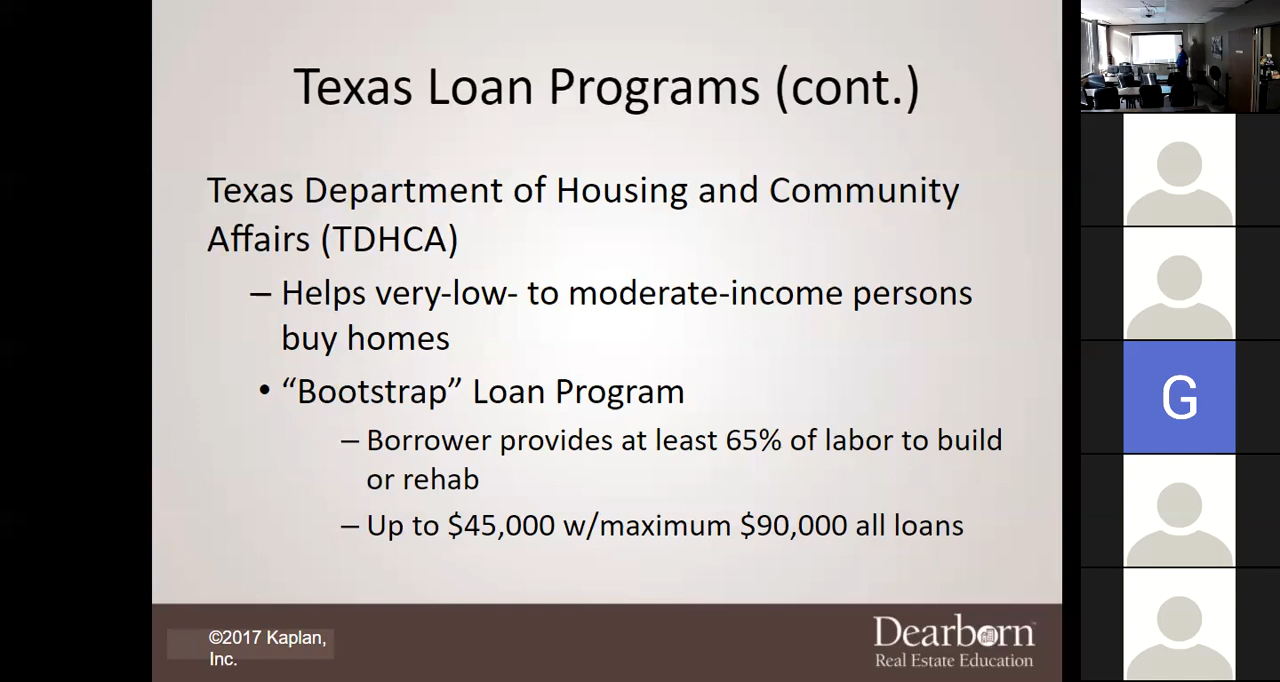 Texas Loan Programs (cont.)
Texas Department of Housing and Community
Affairs (TDHCA)
– Helps very-low- to moderate-income persons
buy homes
• “Bootstrap” Loan Program
– Borrower provides at least 65% of labor to build
or rehab
– Up to $45,000 w/maximum $90,000 all loans
©2017 Kaplan,
Inc.
Dearborn™
Real Estate Education
G